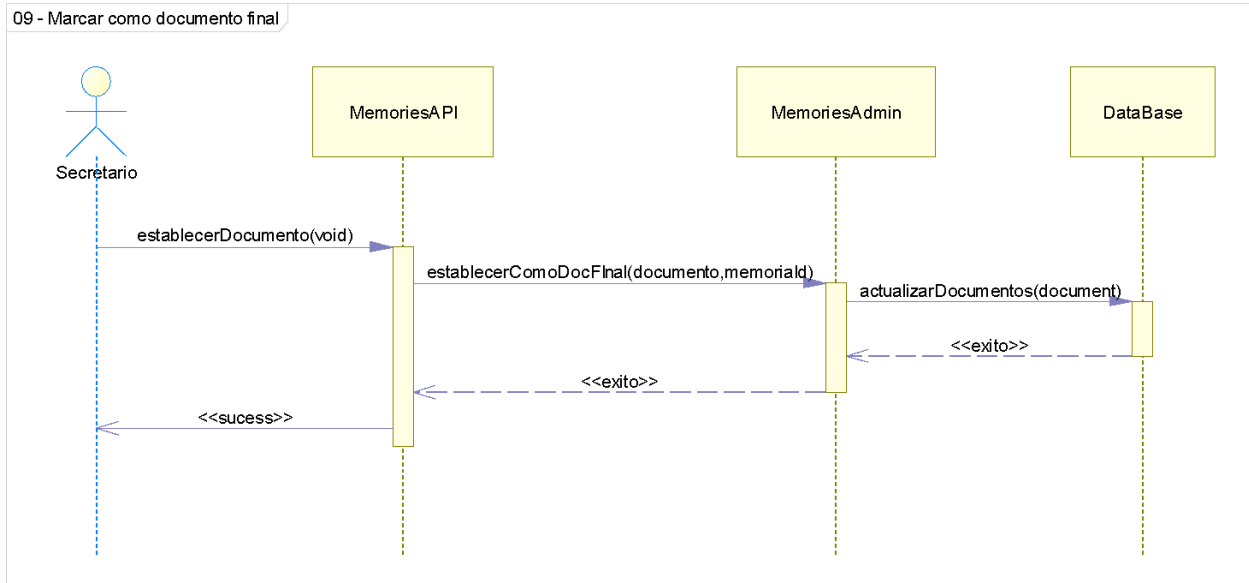 09 - Marcar como documento final
MemoriesAPI
MemoriesAdmin
DataBase
Secretario
establecerDocumento(void)
establecerComoDocFInal(documento,memoriaId)
actualizarDocumentos(document)
<<exito>>
<<exito>>
<<sucess>>